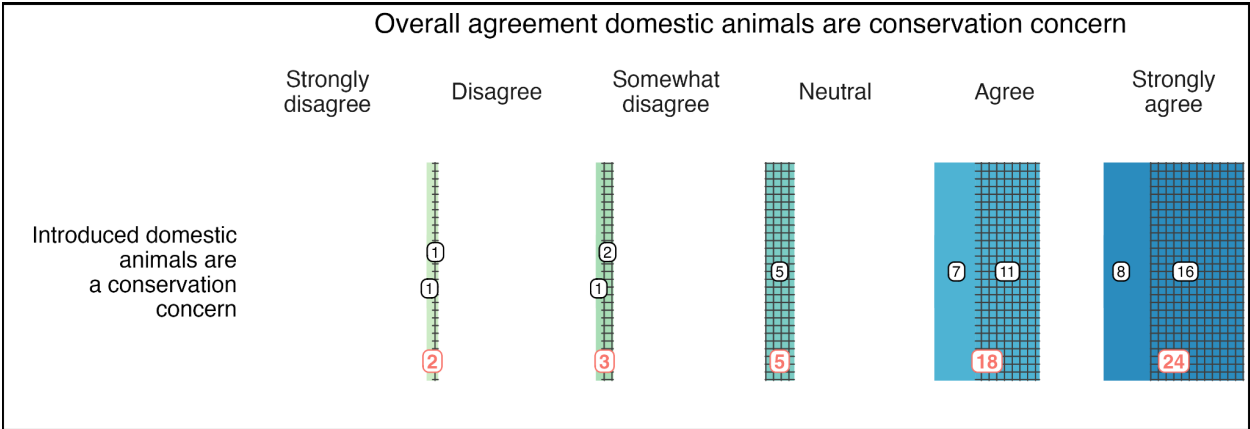 Overall agreement domestic animals are conservation concern
Strongly
disagree
Disagree
Somewhat
disagree
Neutral
Agree
Strongly
agree
Introduced domestic
animals are
a conservation
concern
1
1
2
2
1
3
5
5
7
11
18
8
16
24